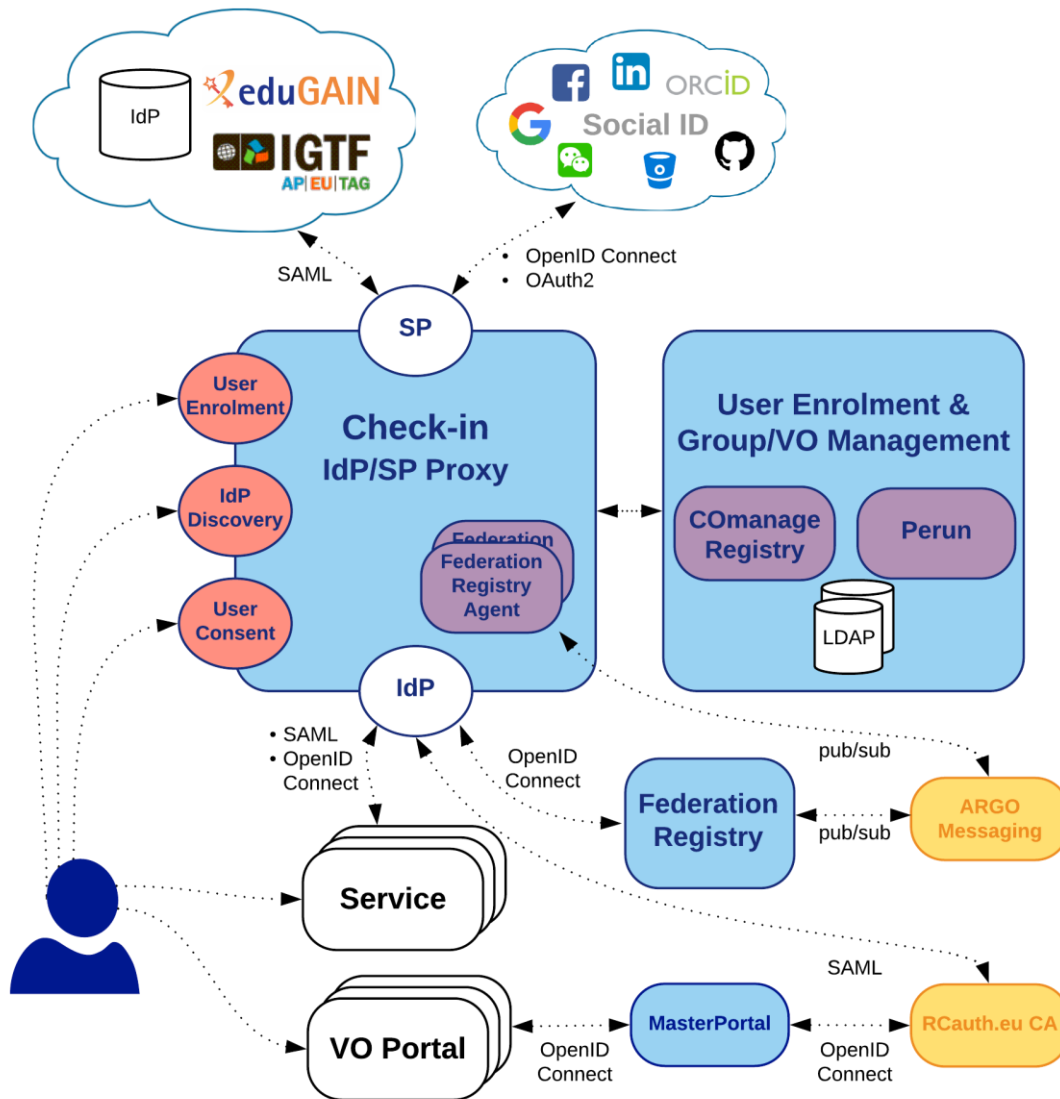 IdP
eduGAIN
IGTF
AP|EU|TAG
in
ORCiD
Social ID
SAML
• OpenID Connect
• OAuth2
SP
User
Enrolment
Check-in
IdP/SP Proxy
IdP
Discovery
Federation
Federation
Registry
Agent
User
Consent
IdP
User Enrolment &
Group/VO Management
COmanage
Registry
Perun
LDAP
• SAML
• OpenID
Connect
OpenID
Connect
pub/sub
Federation
Registry
pub/sub
ARGO
Messaging
Service
SAML
VO Portal
OpenID
Connect
MasterPortal
OpenID
Connect
RCauth.eu CA